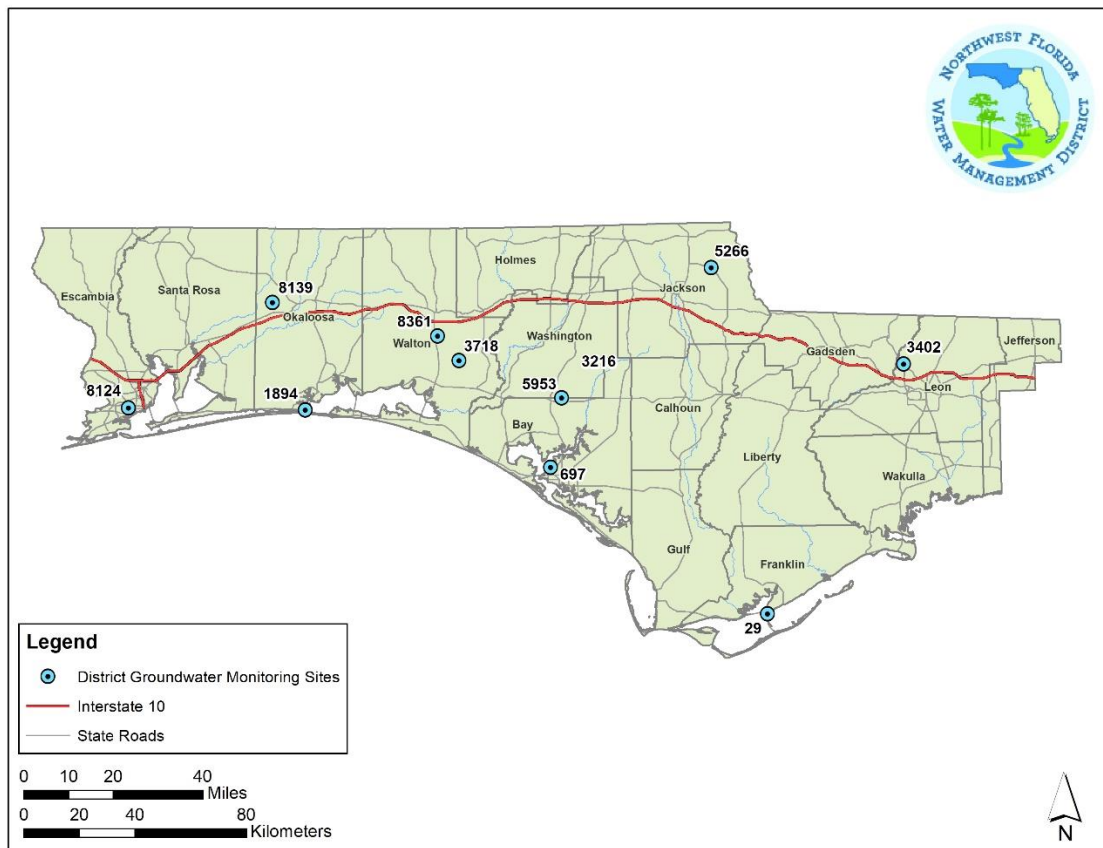 NORTHWEST FLORIDA
WATER MANAGEMENT DISTRICT
5266
Holmes
Jackson
Escambia
Santa Rosa
8139
Okaloosa
8361
Walton
Washington
3718
3216
Gadsden
3402
Jefferson
Leon
8124
1894
5953
Calhoun
Bay
Liberty
697
Wakulla
Gulf
Franklin
29
Legend
District Groundwater Monitoring Sites
Interstate 10
State Roads
0 10 20 40
Miles
0 20 40 80
Kilometers
N